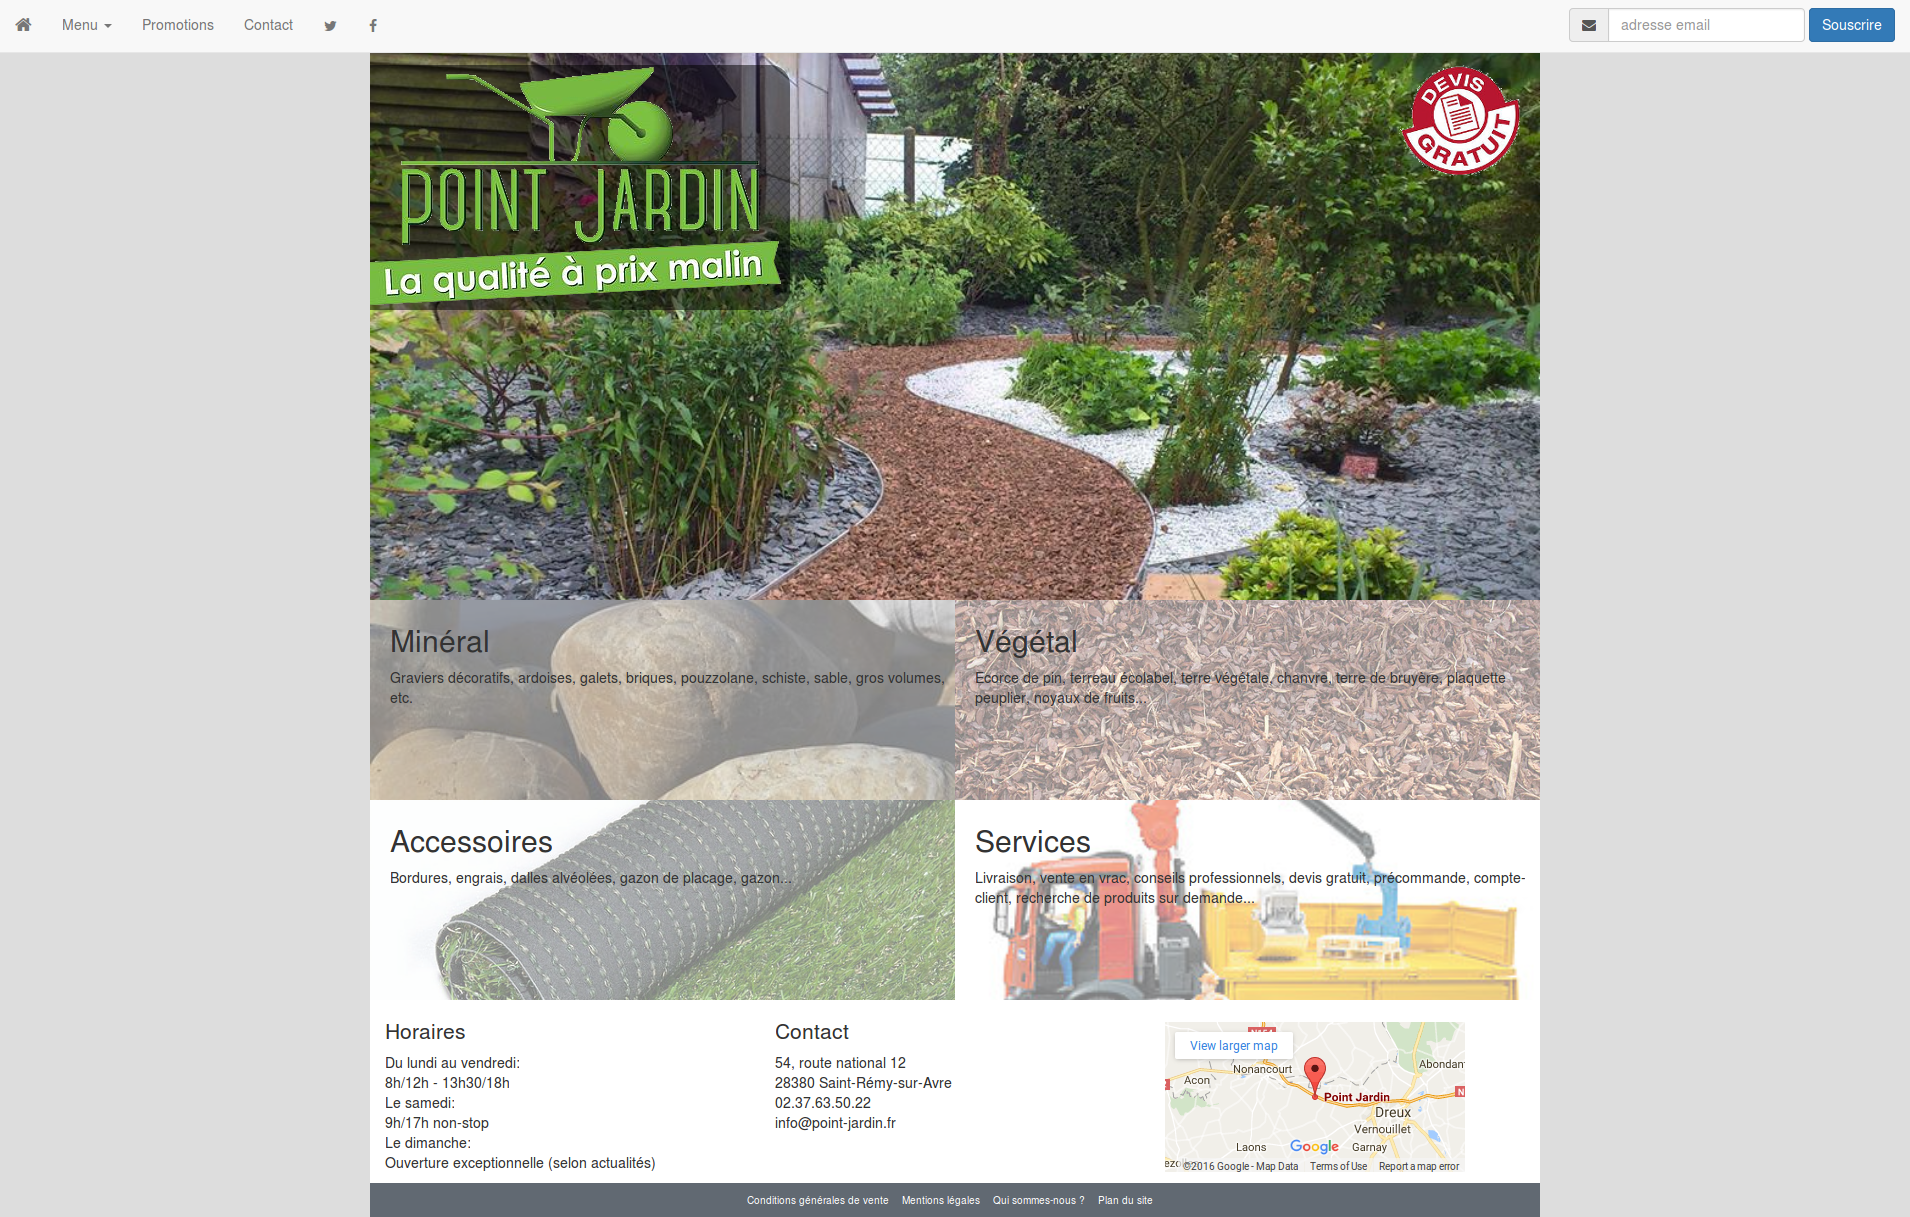 Menu Promotions Contact adresse email Souscrire
DEVIS
GRATUIT
POINT JARDIN
La qualité à prix malin
Minéral
Graviers décoratifs, ardoises, galets, briques, pouzzolane, schiste, sable, gros volumes,
etc.
Végétal
Ecorce de pin, terreau écolabel, terre végétale, chanvre, terre de bruyère, plaquette
peuplier, noyaux de fruits...
Accessoires
Bordures, engrais, dalles alvéolées, gazon de placage, gazon...
Services
Livraison, vente en vrac, conseils professionnels, devis gratuit, précommande, compte-
client, recherche de produits sur demande...
Horaires
Du lundi au vendredi:
8h/12h - 13h30/18h
Le samedi:
9h/17h non-stop
Le dimanche:
Ouverture exceptionnelle (selon actualités)
Contact
54, route national 12
28380 Saint-Rémy-sur-Avre
02.37.63.50.22
info@point-jardin.fr
View larger map
Nonancourt
Abondan
Acon
N
Point Jardin
Dreux
Vernouillet
Laons
Google
Garnay
©2016 Google - Map Data Terms of Use Report a map error
Conditions générales de vente Mentions légales Qui sommes-nous ? Plan du site